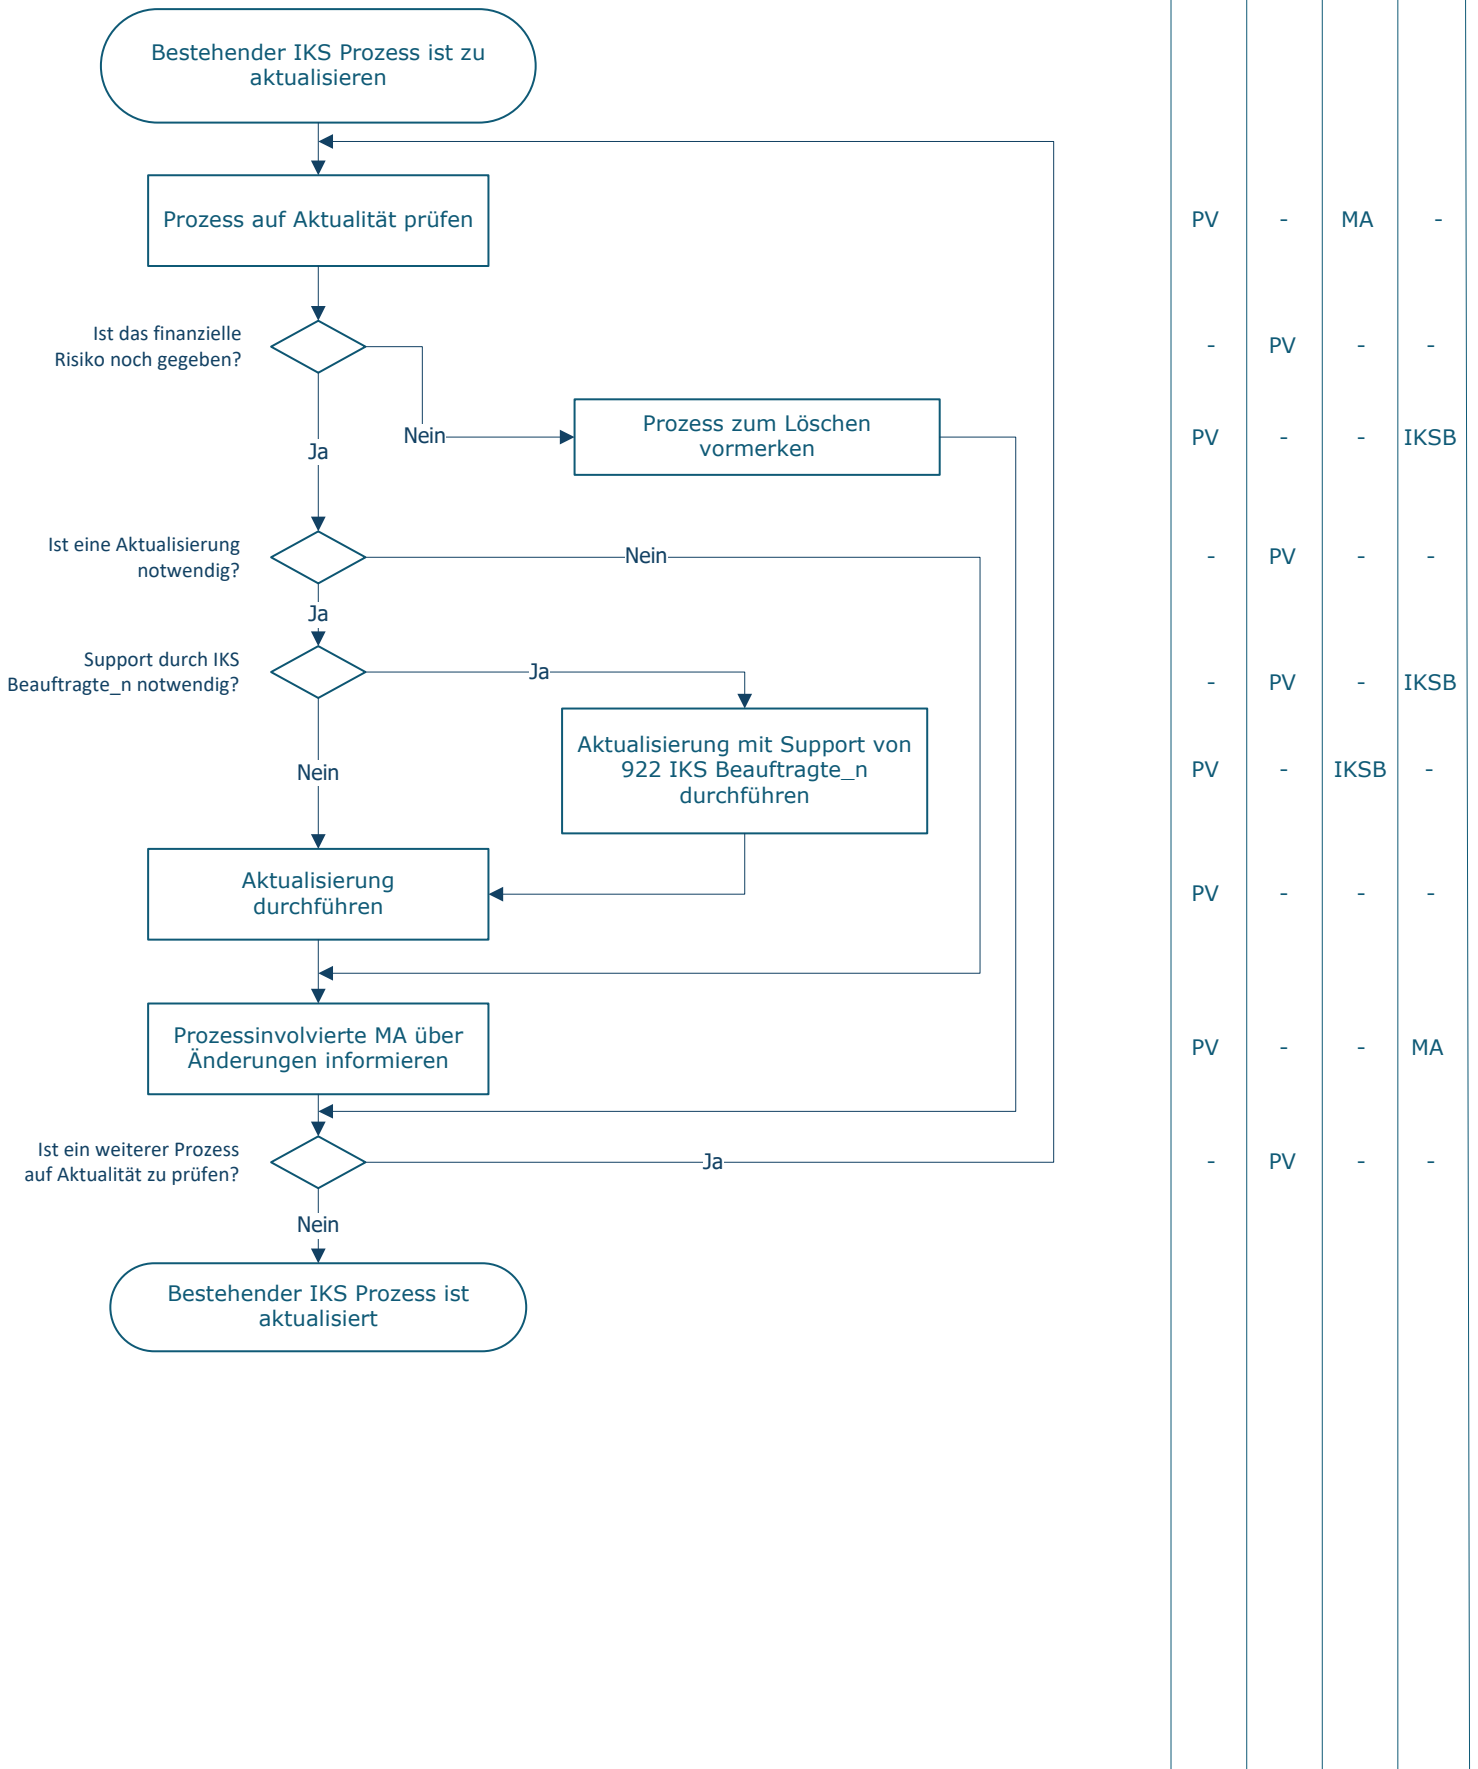 Bestehender IKS Prozess ist zu
aktualisieren
Prozess auf Aktualität prüfen
PV - MA -
Ist das finanzielle
Risiko noch gegeben?
- PV - -
Nein
Ja
Prozess zum Löschen
vormerken
PV - - IKSB
Ist eine Aktualisierung
notwendig?
Nein
- PV - -
Ja
Support durch IKS
Beauftragte_n notwendig?
Ja
- PV - IKSB
Nein
Aktualisierung mit Support von
922 IKS Beauftragte_n
durchführen
PV - IKSB -
Aktualisierung
durchführen
PV - - -
Prozessinvolvierte MA über
Änderungen informieren
PV - - MA
Ist ein weiterer Prozess
auf Aktualität zu prüfen?
Ja
- PV - -
Nein
Bestehender IKS Prozess ist
aktualisiert